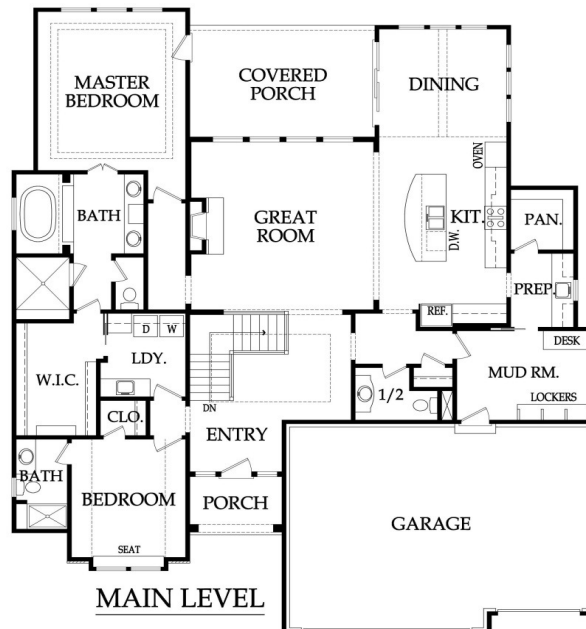 MASTER
BEDROOM
COVERED
PORCH
DINING
OVEN
BATH
GREAT
ROOM
KIT.
D.W.
PAN.
PREP.
REF.
DESK
D
W
LDY.
W.I.C.
MUD RM.
1/2
LOCKERS
DN
CLO.
ENTRY
BATH
BEDROOM
PORCH
GARAGE
SEAT
MAIN LEVEL